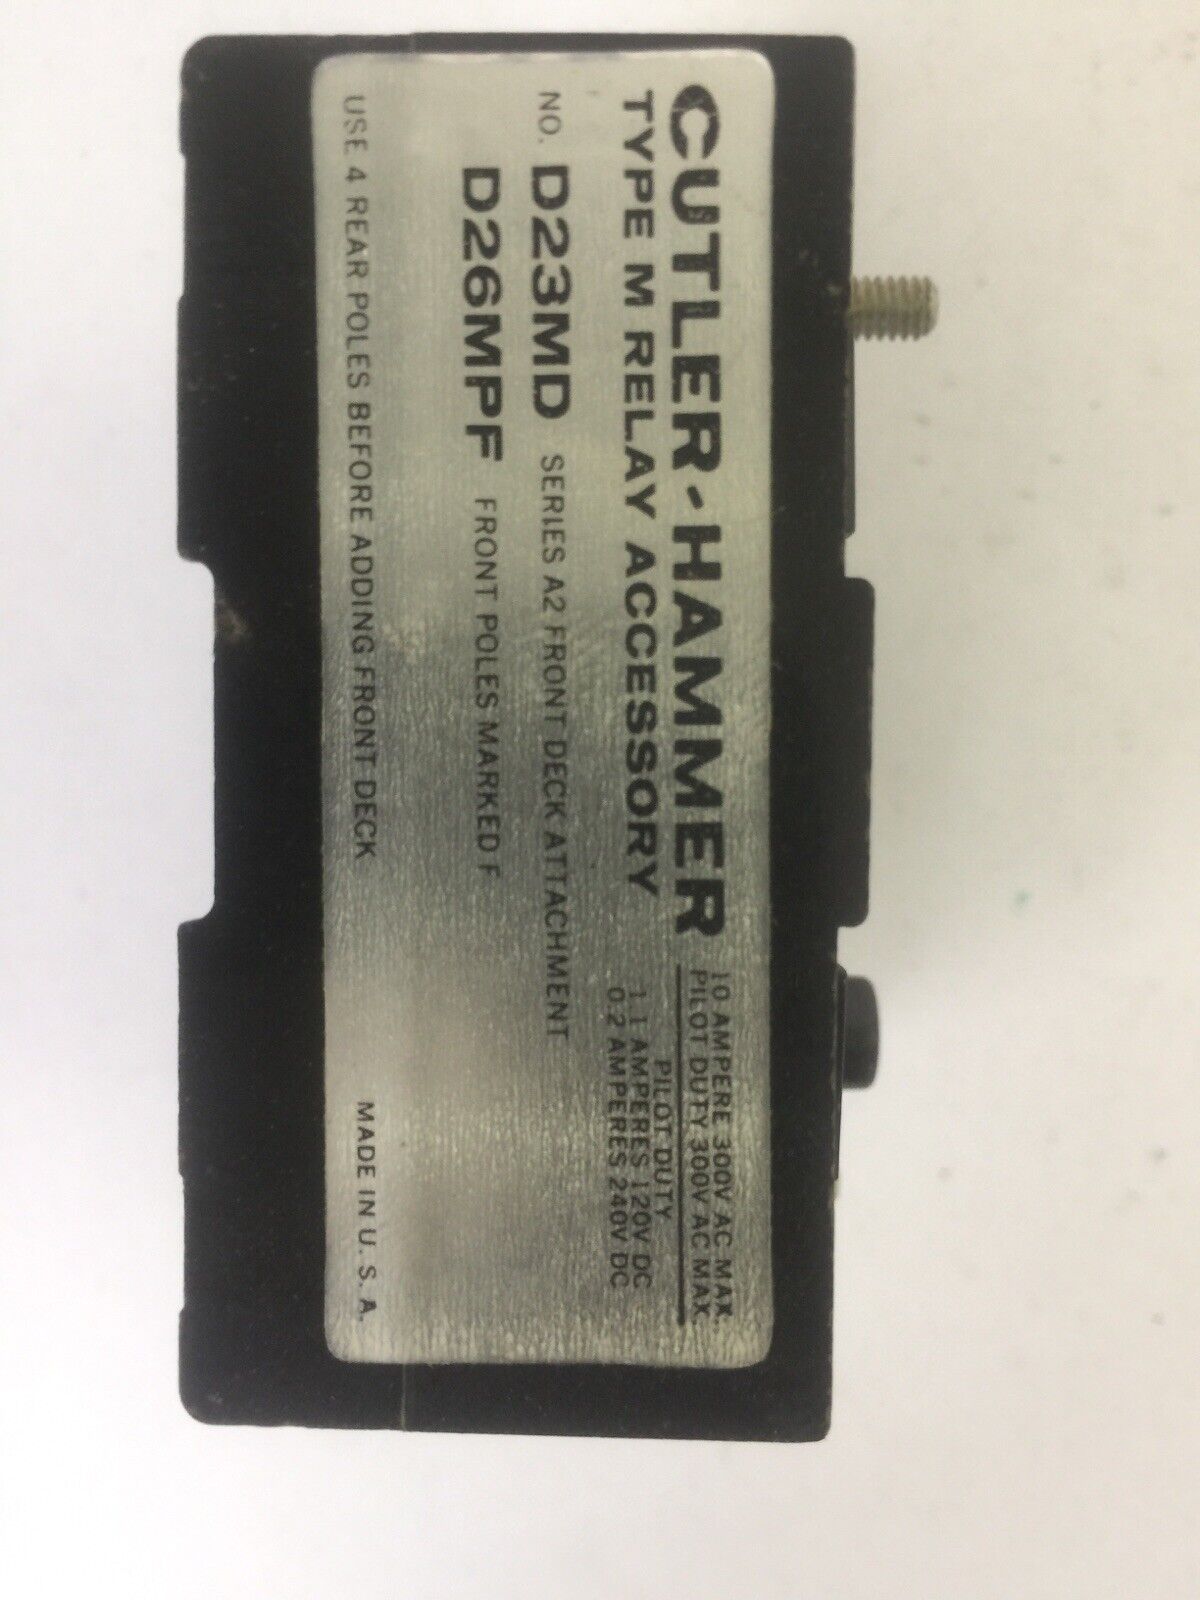 CUTLER-HAMMER
TYPE M RELAY ACCESSORY
10 AMPERE 300V AC MAX.
PILOT DUTY 300V AC MAX.
PILOT DUTY
1.1 AMPERES 120V DC
0.2 AMPERES 240V DC
NO. D23MD SERIES A2 FRONT DECK ATTACHMENT
D26MPF FRONT POLES MARKED F
USE 4 REAR POLES BEFORE ADDING FRONT DECK
MADE IN U.S.A.